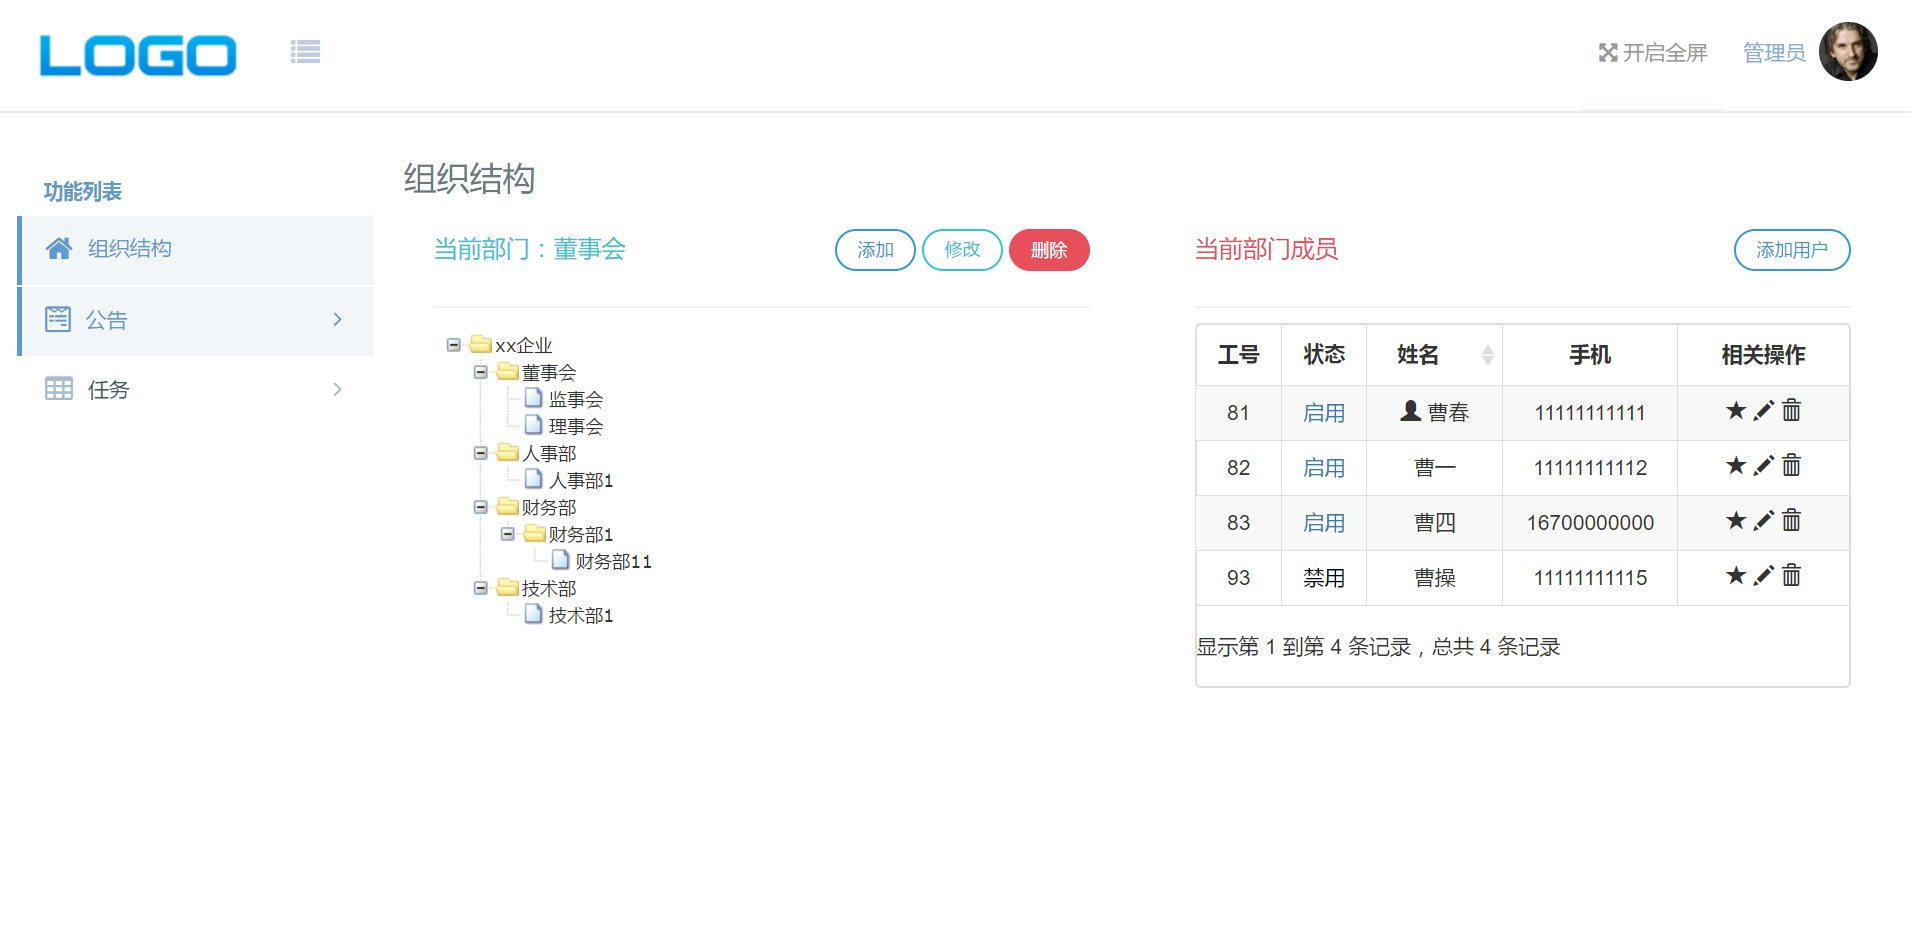 LOGO
开启全屏 管理员
功能列表
组织结构
公告
任务
组织结构
当前部门：董事会 添加 修改 删除
xx企业
董事会
监事会
理事会
人事部
人事部1
财务部
财务部1
财务部11
技术部
技术部1
当前部门成员 添加用户
工号 状态 姓名 手机 相关操作
81 启用 曹春 11111111111
82 启用 曹一 11111111112
83 启用 曹四 16700000000
93 禁用 曹操 11111111115
显示第 1 到第 4 条记录，总共 4 条记录